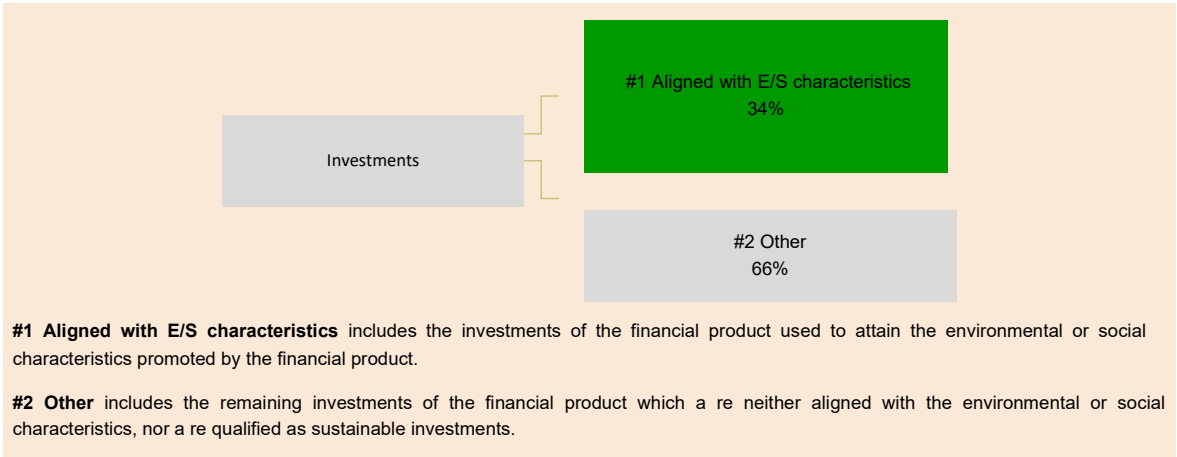 #1 Aligned with E/S characteristics
34%
Investments
#2 Other
66%
#1 Aligned with E/S characteristics includes the investments of the financial product used to attain the environmental or social
characteristics promoted by the financial product.
#2 Other includes the remaining investments of the financial product which a re neither aligned with the environmental or social
characteristics, nor a re qualified as sustainable investments.